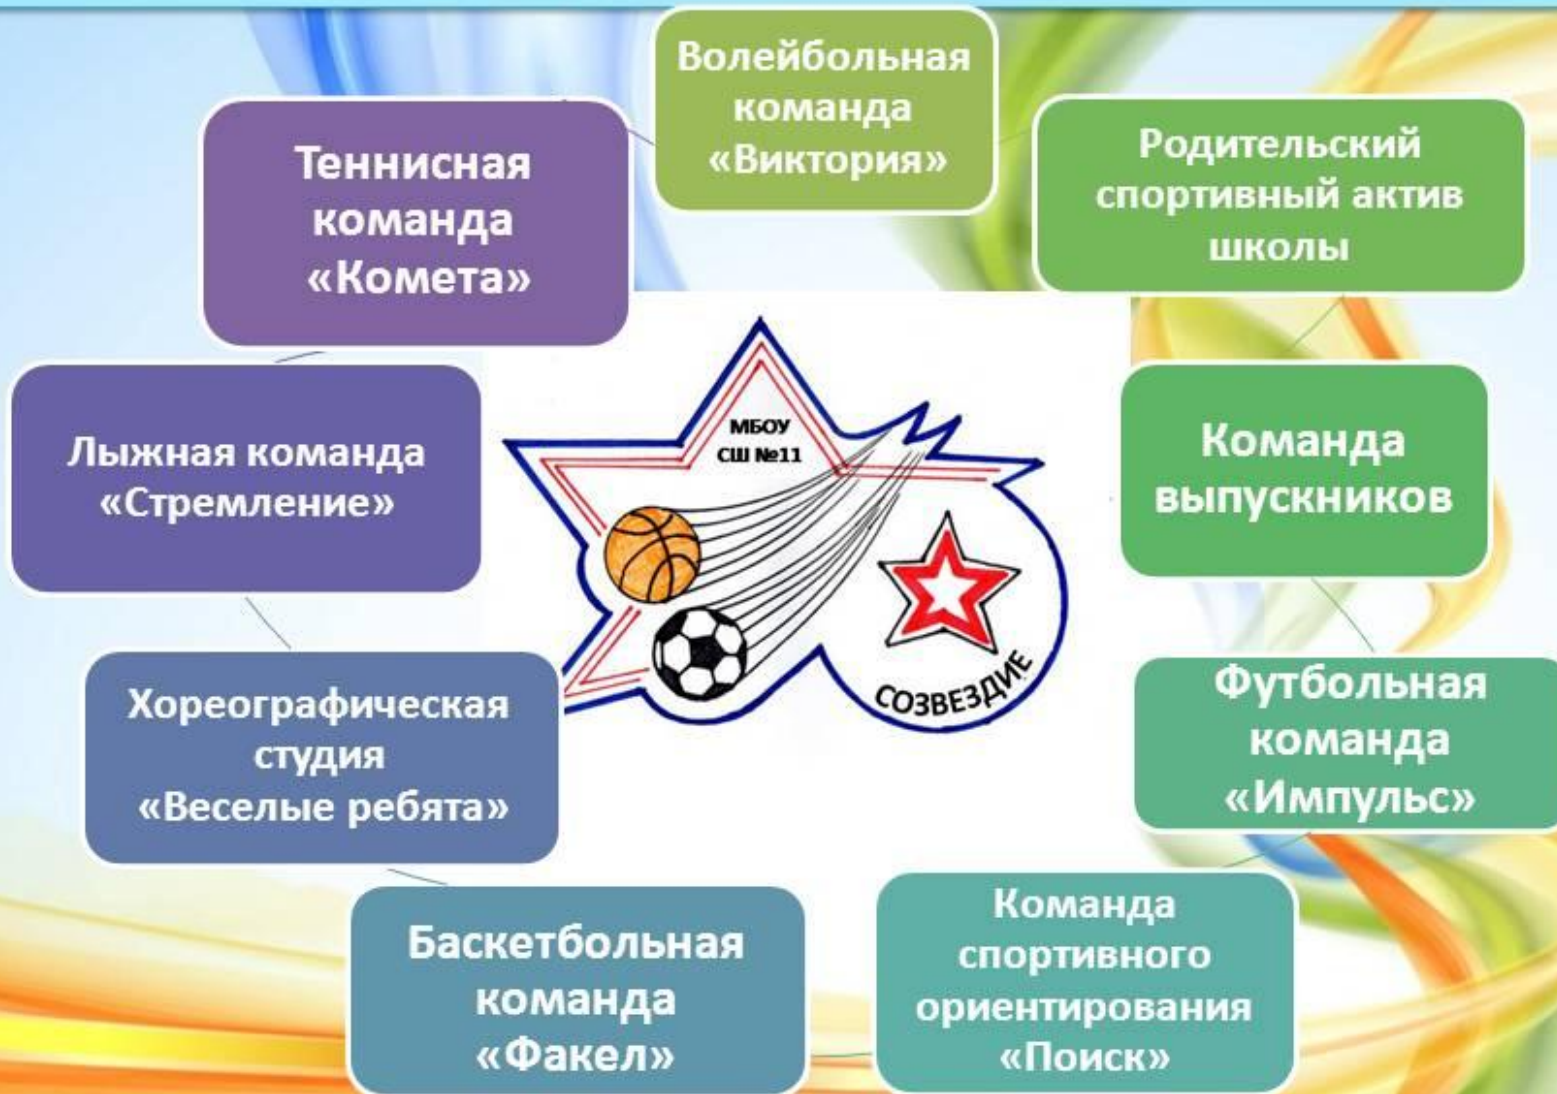 Волейбольная
команда
«Виктория»
Родительский
спортивный актив
школы
Команда
выпускников
Футбольная
команда
«Импульс»
Команда
спортивного
ориентирования
«Поиск»
Баскетбольная
команда
«Факел»
Хореографическая
студия
«Веселые ребята»
Лыжная команда
«Стремление»
Теннисная
команда
«Комета»
МБОУ
СШ №11
СОЗВЕЗДИЕ